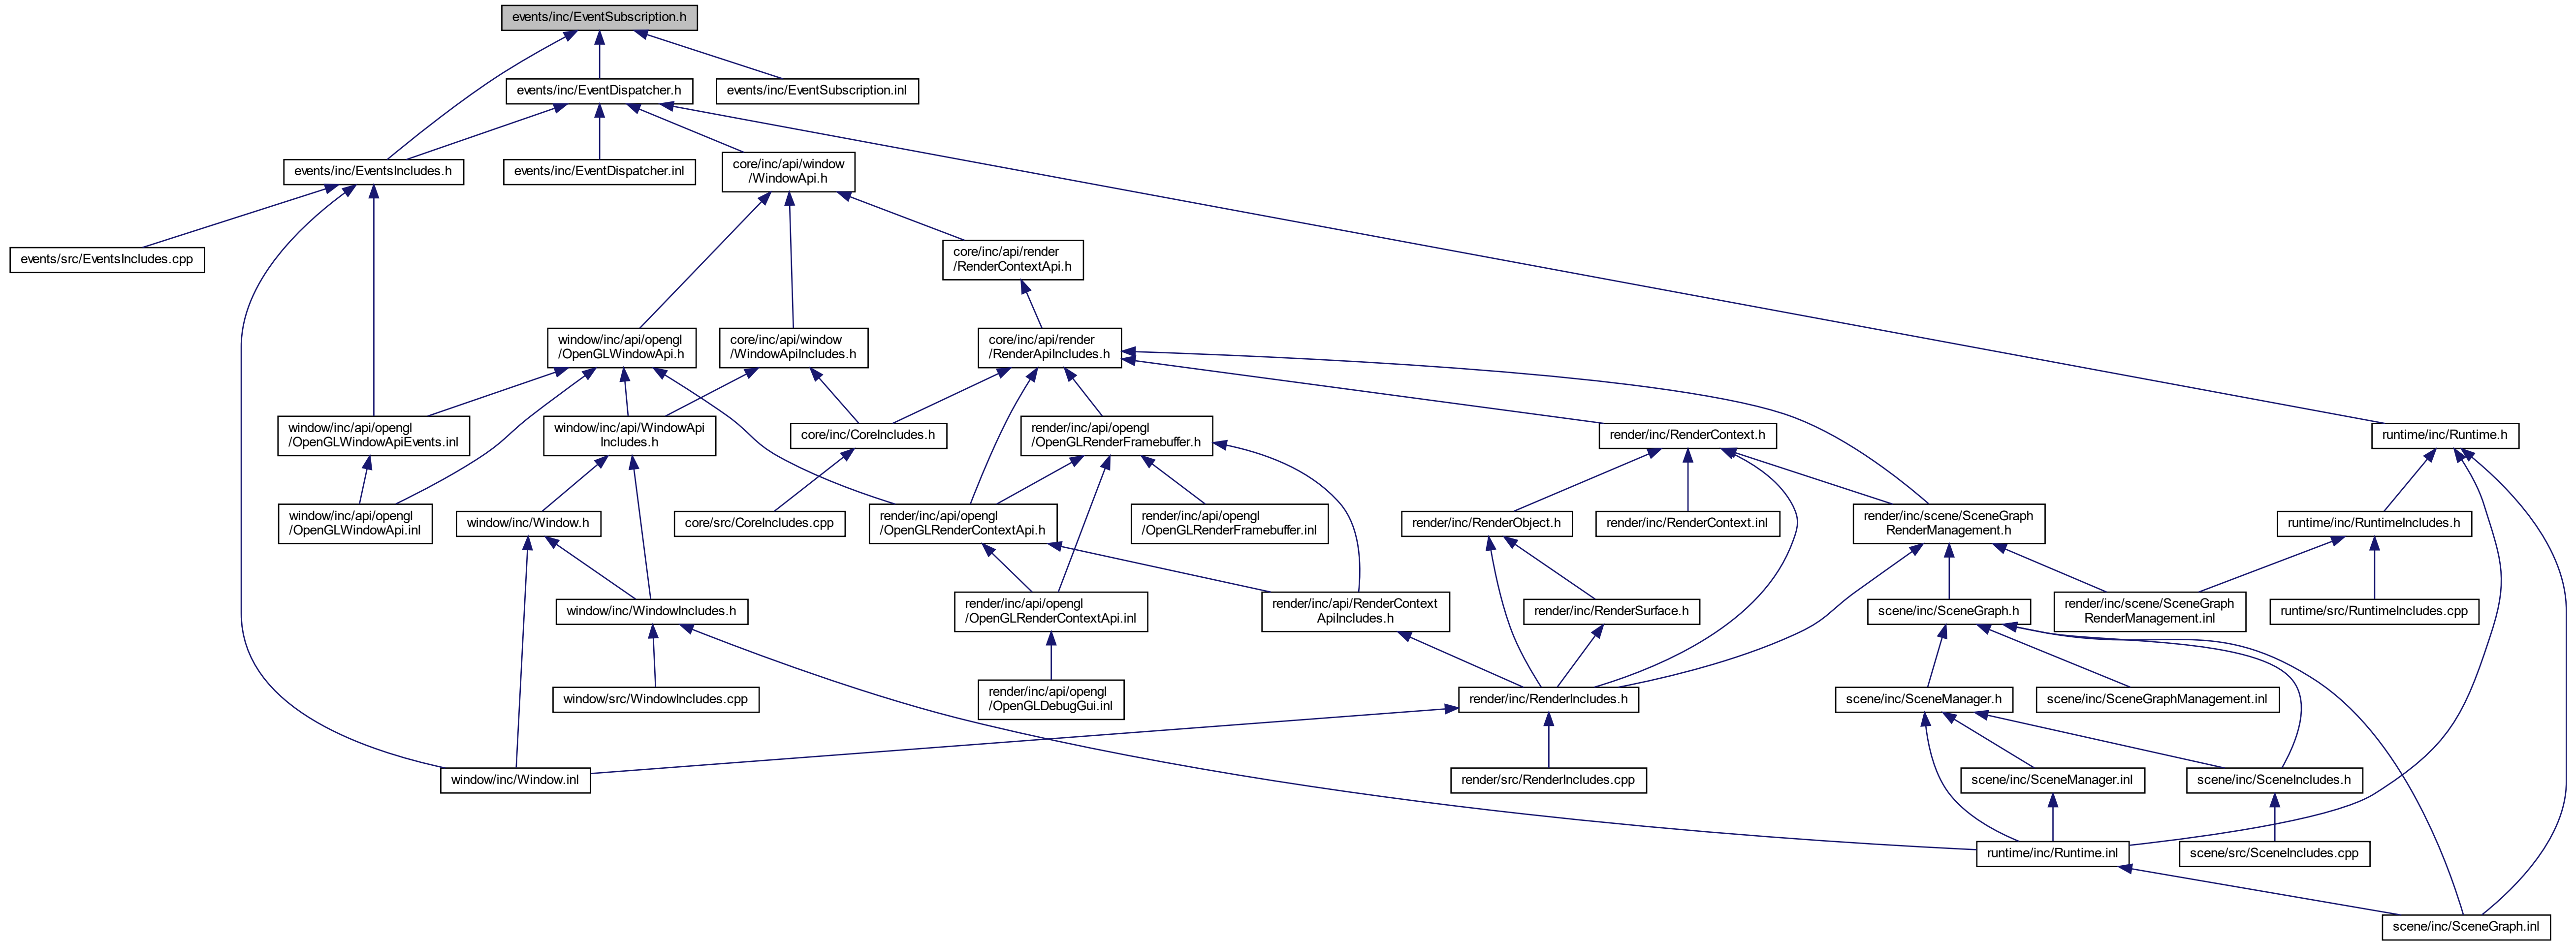 events/inc/EventSubscription.h
events/inc/EventDispatcher.h
events/inc/EventSubscription.inl
events/inc/EventsIncludes.h
events/inc/EventDispatcher.inl
core/inc/api/window
/WindowApi.h
events/src/EventsIncludes.cpp
core/inc/api/render
/RenderContextApi.h
window/inc/api/opengl
/OpenGLWindowApi.h
core/inc/api/window
/WindowApiIncludes.h
core/inc/api/render
/RenderApiIncludes.h
window/inc/api/opengl
/OpenGLWindowApiEvents.inl
window/inc/api/WindowApi
Includes.h
core/inc/CoreIncludes.h
render/inc/api/opengl
/OpenGLRenderFramebuffer.h
render/inc/RenderContext.h
runtime/inc/Runtime.h
window/inc/api/opengl
/OpenGLWindowApi.inl
window/inc/Window.h
core/src/CoreIncludes.cpp
render/inc/api/opengl
/OpenGLRenderContextApi.h
render/inc/api/opengl
/OpenGLRenderFramebuffer.inl
render/inc/RenderObject.h
render/inc/RenderContext.inl
render/inc/scene/SceneGraph
RenderManagement.h
runtime/inc/RuntimeIncludes.h
window/inc/WindowIncludes.h
render/inc/api/opengl
/OpenGLRenderContextApi.inl
render/inc/api/RenderContext
ApiIncludes.h
render/inc/RenderSurface.h
scene/inc/SceneGraph.h
render/inc/scene/SceneGraph
RenderManagement.inl
runtime/src/RuntimeIncludes.cpp
window/src/WindowIncludes.cpp
render/inc/api/opengl
/OpenGLDebugGui.inl
render/inc/RenderIncludes.h
scene/inc/SceneManager.h
scene/inc/SceneGraphManagement.inl
window/inc/Window.inl
render/src/RenderIncludes.cpp
scene/inc/SceneManager.inl
scene/inc/SceneIncludes.h
runtime/inc/Runtime.inl
scene/src/SceneIncludes.cpp
scene/inc/SceneGraph.inl